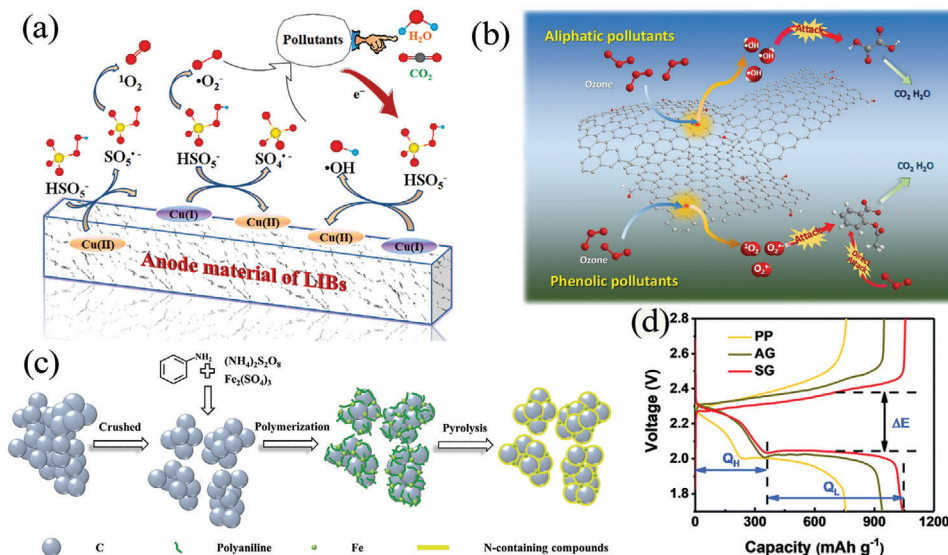 (a)
Pollutants
H₂O
CO₂
¹O₂
•O₂⁻
e⁻
SO₅•⁻
SO₄•⁻
•OH
HSO₅⁻
HSO₅⁻
HSO₅⁻
Cu(II)
Cu(I)
Cu(II)
Cu(II)
Cu(I)
Anode material of LIBs
(b)
Aliphatic pollutants
Ozone
•OH
•OH
•OH
Attack
CO₂ H₂O
CO₂ H₂O
Ozone
¹O₂
O₂•
Attack
Phenolic pollutants
(c)
NH₂
(NH₄)₂S₂O₈
Fe₂(SO₄)₃
Crushed
Polymerization
Pyrolysis
C
Polyaniline
Fe
N-containing compounds
(d)
PP
AG
SG
Voltage (V)
2.8
2.6
2.4
2.2
2.0
1.8
ΔE
Q_H
Q_L
0
300
600
900
1200
Capacity (mAh g⁻¹)